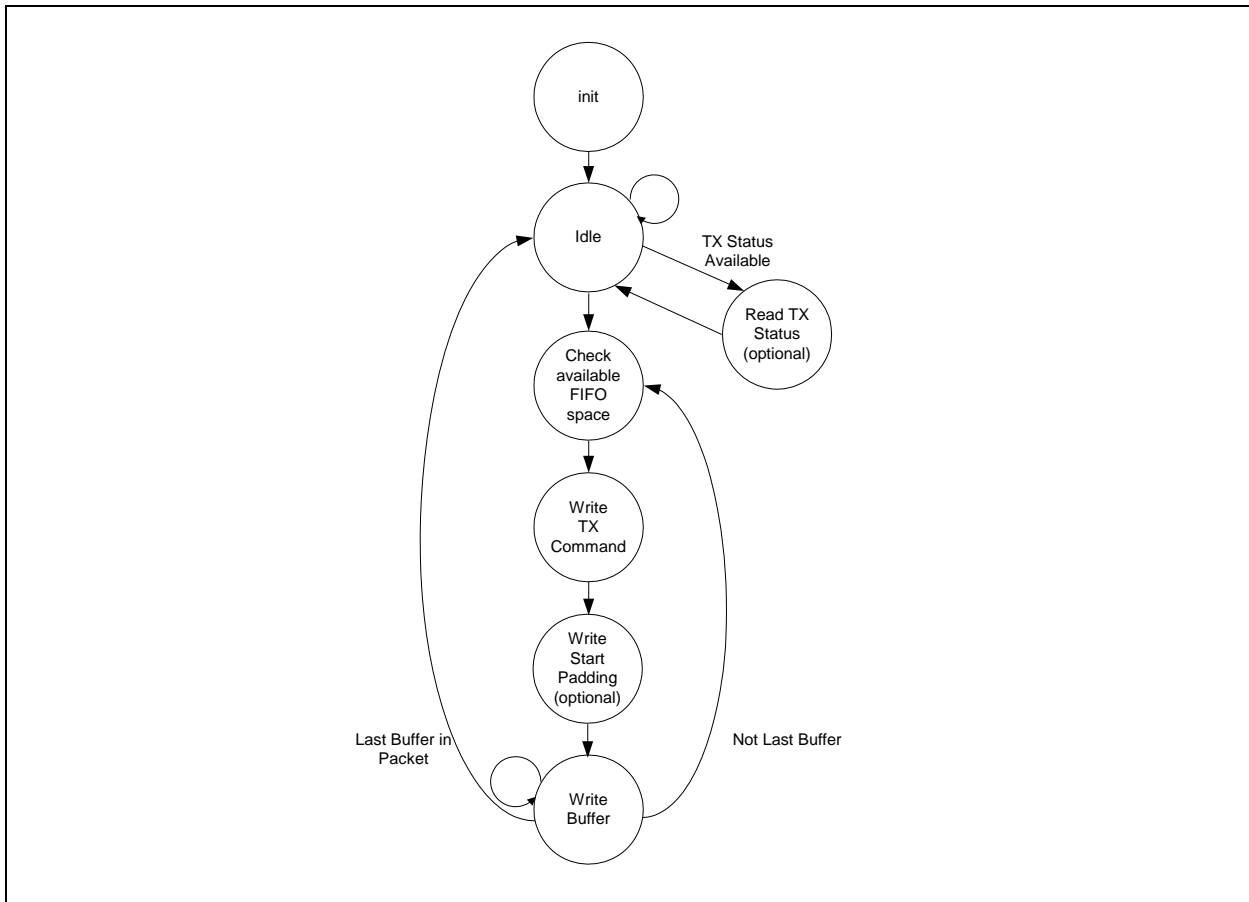 init
Idle
TX Status
Available
Read TX
Status
(optional)
Check
available
FIFO
space
Write
TX
Command
Write
Start
Padding
(optional)
Last Buffer in
Packet
Not Last Buffer
Write
Buffer